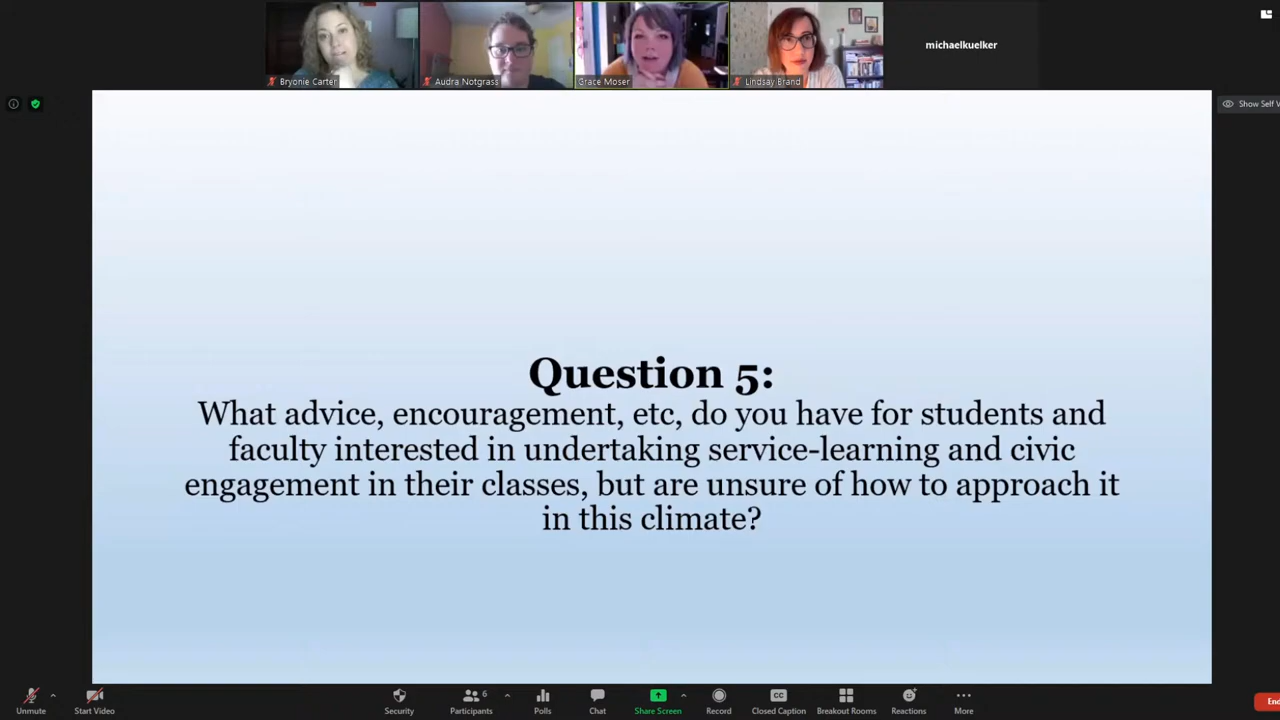 michaelkuelker
Bryonie Carter
Audra Notgrass
Grace Moser
Lindsay Brand
Show Self V
Question 5:
What advice, encouragement, etc, do you have for students and
faculty interested in undertaking service-learning and civic
engagement in their classes, but are unsure of how to approach it
in this climate?
6
CC
Unmute
Start Video
Security
Participants
Polls
Chat
Share Screen
Record
Closed Caption
Breakout Rooms
Reactions
More
En